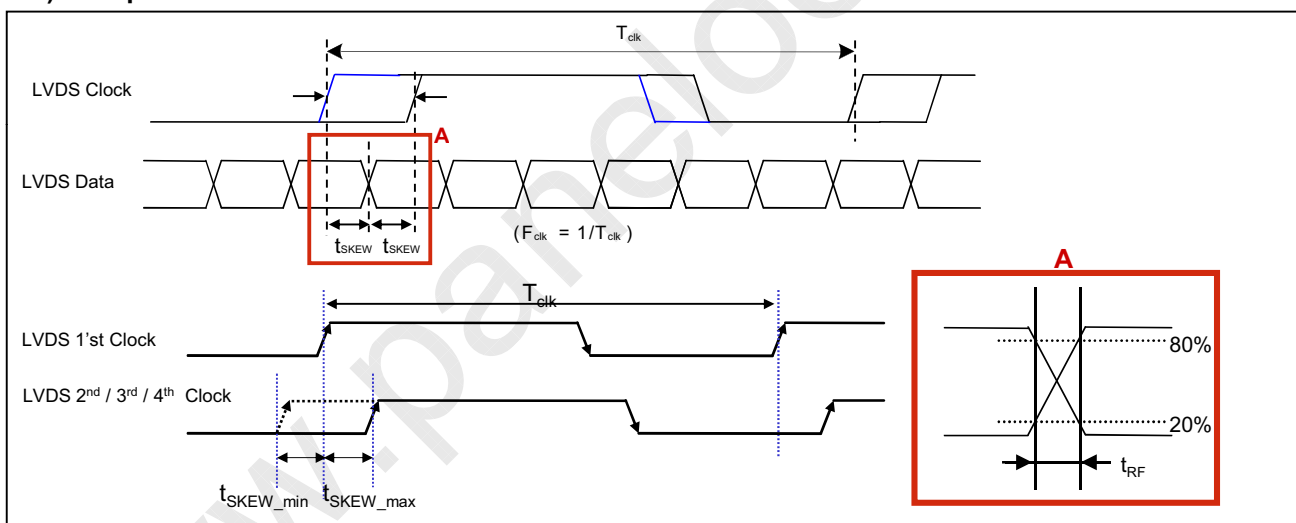 T clk
LVDS Clock
A
LVDS Data
tSKEW tSKEW
(Fclk = 1/Tclk)
A
Tclk
LVDS 1'st Clock
80%
LVDS 2nd / 3rd / 4th Clock
20%
tRF
tSKEW_min tSKEW_max